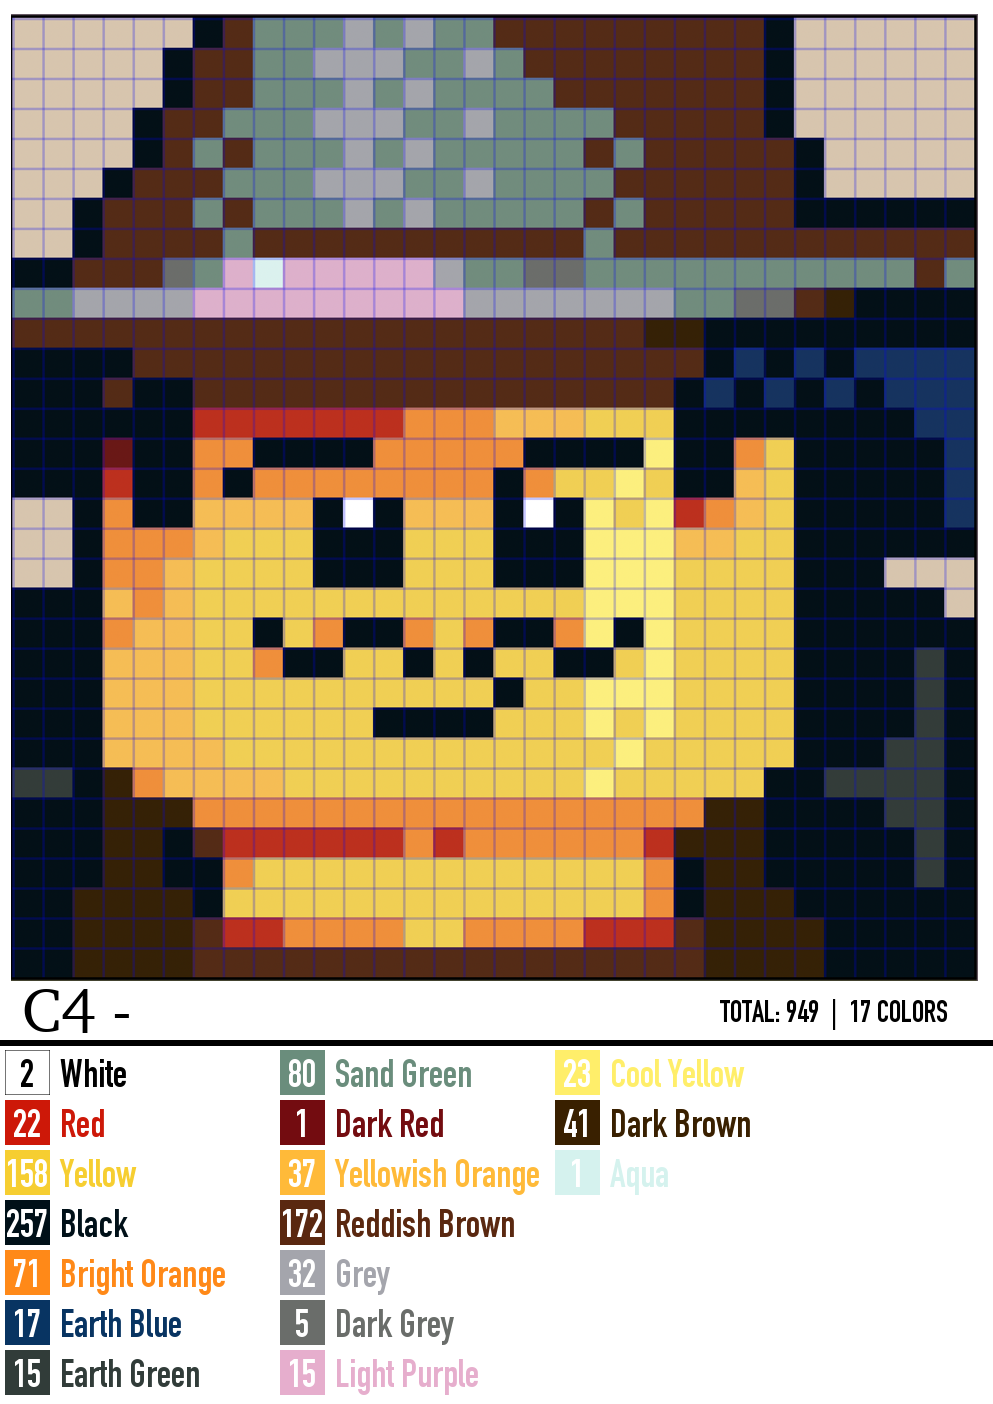 C4 -
TOTAL: 949 | 17 COLORS
2 White
22 Red
158 Yellow
257 Black
71 Bright Orange
17 Earth Blue
15 Earth Green
80 Sand Green
1 Dark Red
37 Yellowish Orange
172 Reddish Brown
32 Grey
5 Dark Grey
15 Light Purple
23 Cool Yellow
41 Dark Brown
1 Aqua